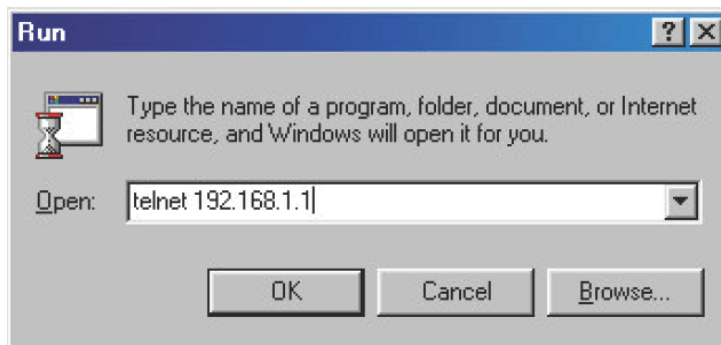 Run
Type the name of a program, folder, document, or Internet
resource, and Windows will open it for you.
Open:
telnet 192.168.1.1
OK
Cancel
Browse...